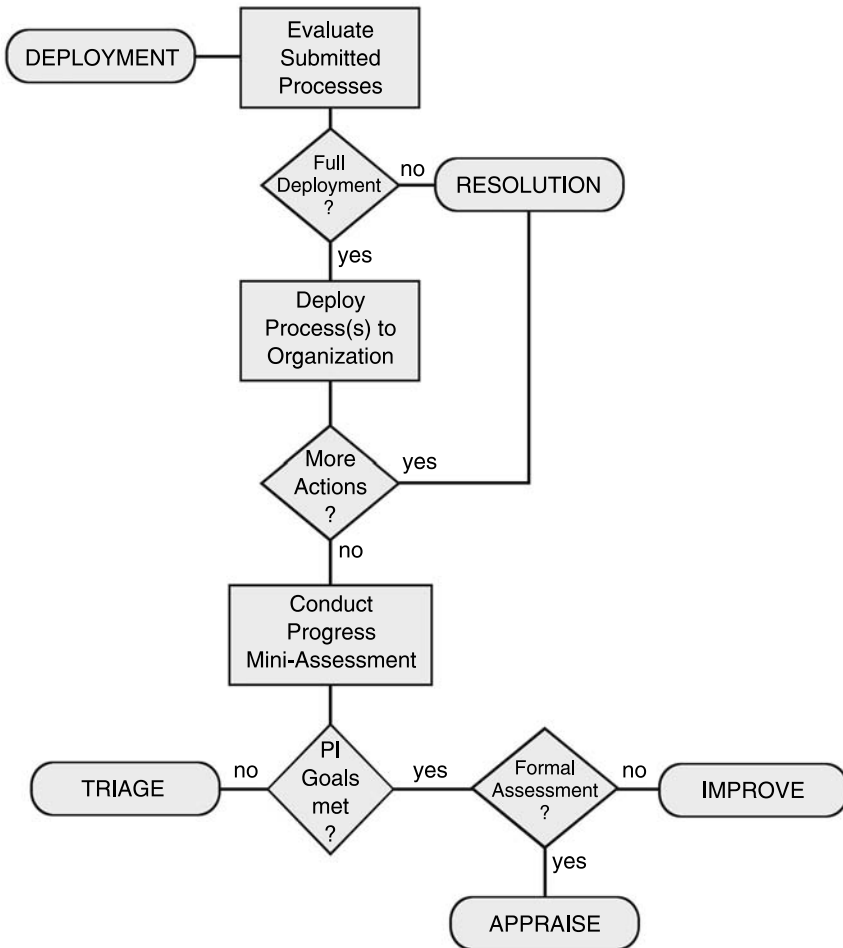 DEPLOYMENT
Evaluate
Submitted
Processes
Full
Deployment
?
no
RESOLUTION
yes
Deploy
Process(s) to
Organization
More
Actions
?
yes
no
Conduct
Progress
Mini-Assessment
TRIAGE
no
PI
Goals
met
?
yes
Formal
Assessment
?
no
IMPROVE
yes
APPRAISE